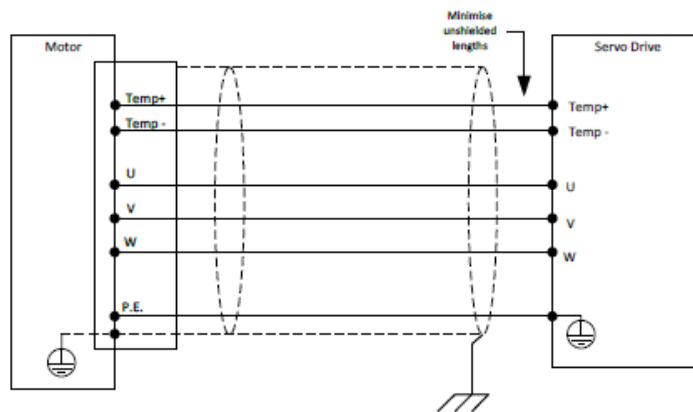 Minimise
unshielded
lengths
Motor
Servo Drive
Temp+
Temp+
Temp -
Temp -
U
U
V
V
W
W
P.E.